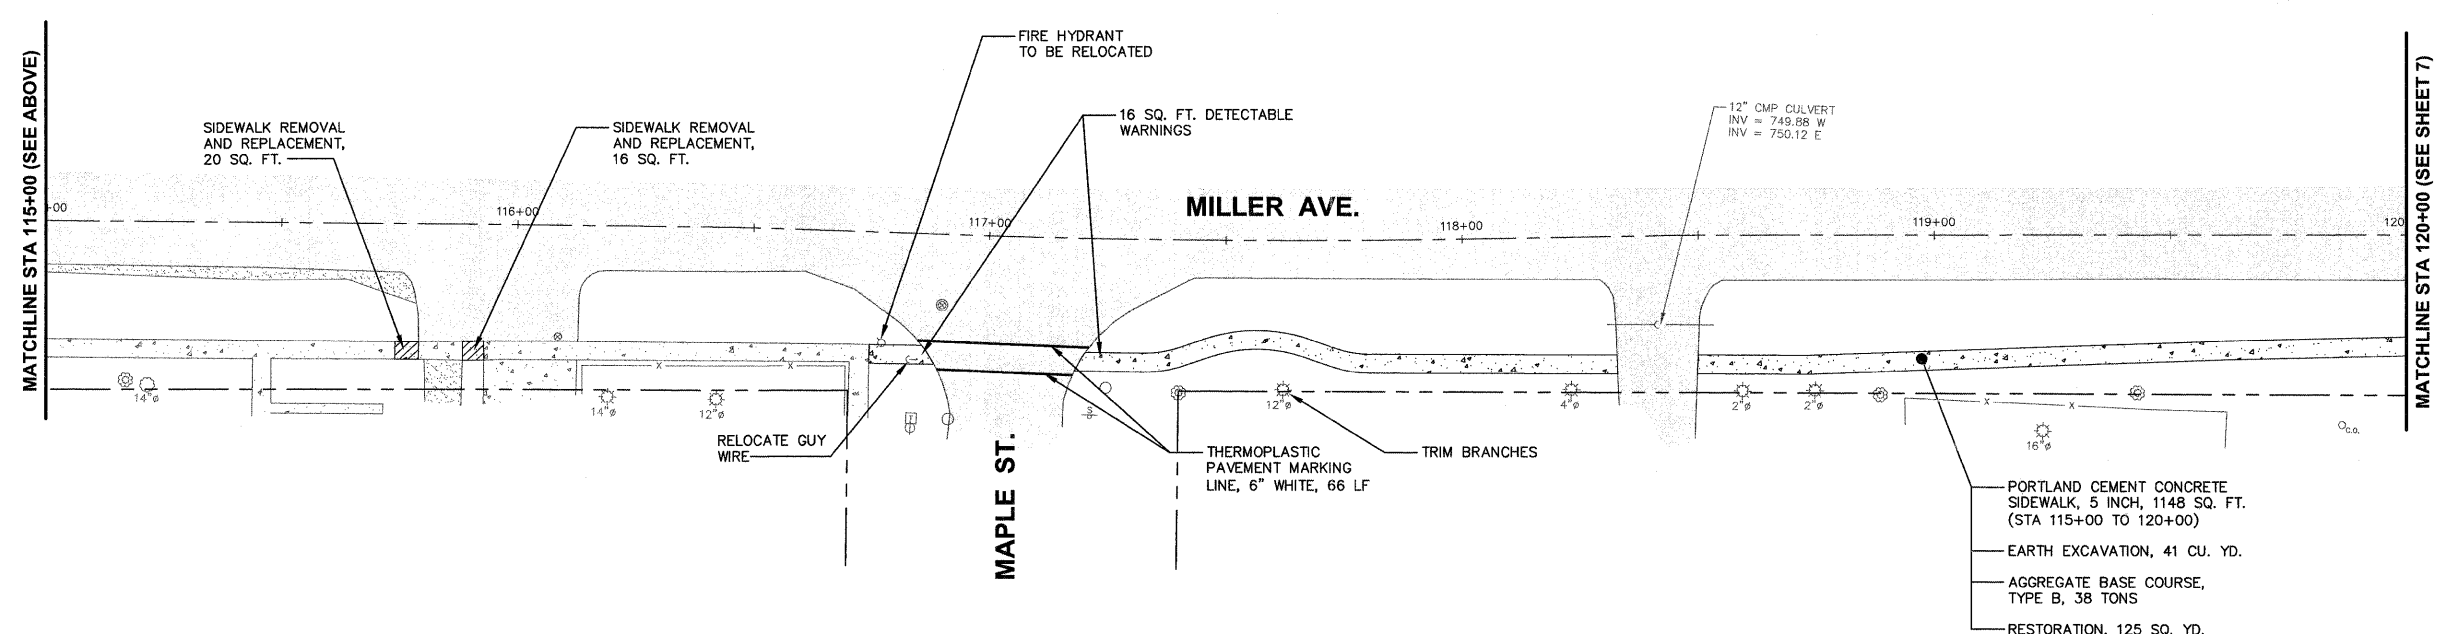 FIRE HYDRANT
TO BE RELOCATED
MATCHLINE STA 115+00 (SEE ABOVE)
SIDEWALK REMOVAL
AND REPLACEMENT,
20 SQ. FT.
SIDEWALK REMOVAL
AND REPLACEMENT,
16 SQ. FT.
16 SQ. FT. DETECTABLE
WARNINGS
12" CMP CULVERT
INV = 749.88 W
INV = 750.12 E
MATCHLINE STA 120+00 (SEE SHEET 7)
+00
116+00
117+00
MILLER AVE.
118+00
119+00
120
14"ø
14"ø
12"ø
12"ø
4"ø
2"ø
2"ø
16"ø
C.O.
RELOCATE GUY
WIRE
MAPLE ST.
THERMOPLASTIC
PAVEMENT MARKING
LINE, 6" WHITE, 66 LF
TRIM BRANCHES
PORTLAND CEMENT CONCRETE
SIDEWALK, 5 INCH, 1148 SQ. FT.
(STA 115+00 TO 120+00)
EARTH EXCAVATION, 41 CU. YD.
AGGREGATE BASE COURSE,
TYPE B, 38 TONS
RESTORATION, 125 SQ. YD.